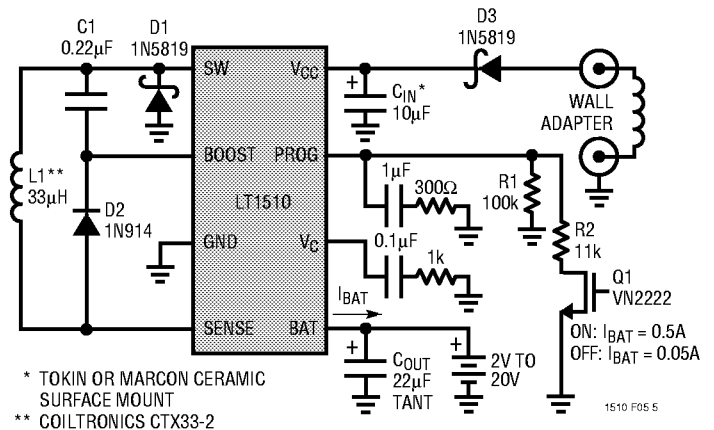 C1
0.22µF
D1
1N5819
D3
1N5819
SW
VCC
+
CIN*
10µF
WALL
ADAPTER
BOOST
PROG
L1**
33µH
D2
1N914
LT1510
1µF
300Ω
R1
100k
R2
11k
GND
VC
0.1µF
1k
Q1
VN2222
IBAT
SENSE
BAT
ON: IBAT = 0.5A
OFF: IBAT = 0.05A
+
COUT
22µF
TANT
+
2V TO
20V
* TOKIN OR MARCON CERAMIC
SURFACE MOUNT
** COILTRONICS CTX33-2
1510 F05 5